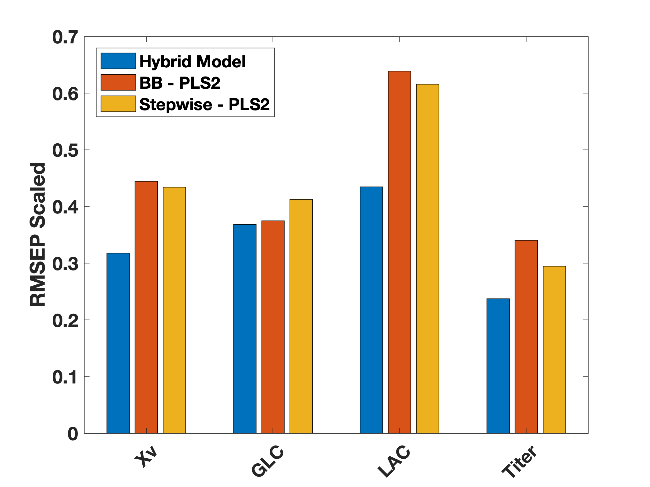 0.7
0.6
0.5
0.4
0.3
0.2
0.1
0
RMSEP Scaled
Hybrid Model
BB - PLS2
Stepwise - PLS2
Xv
GLC
LAC
Titer